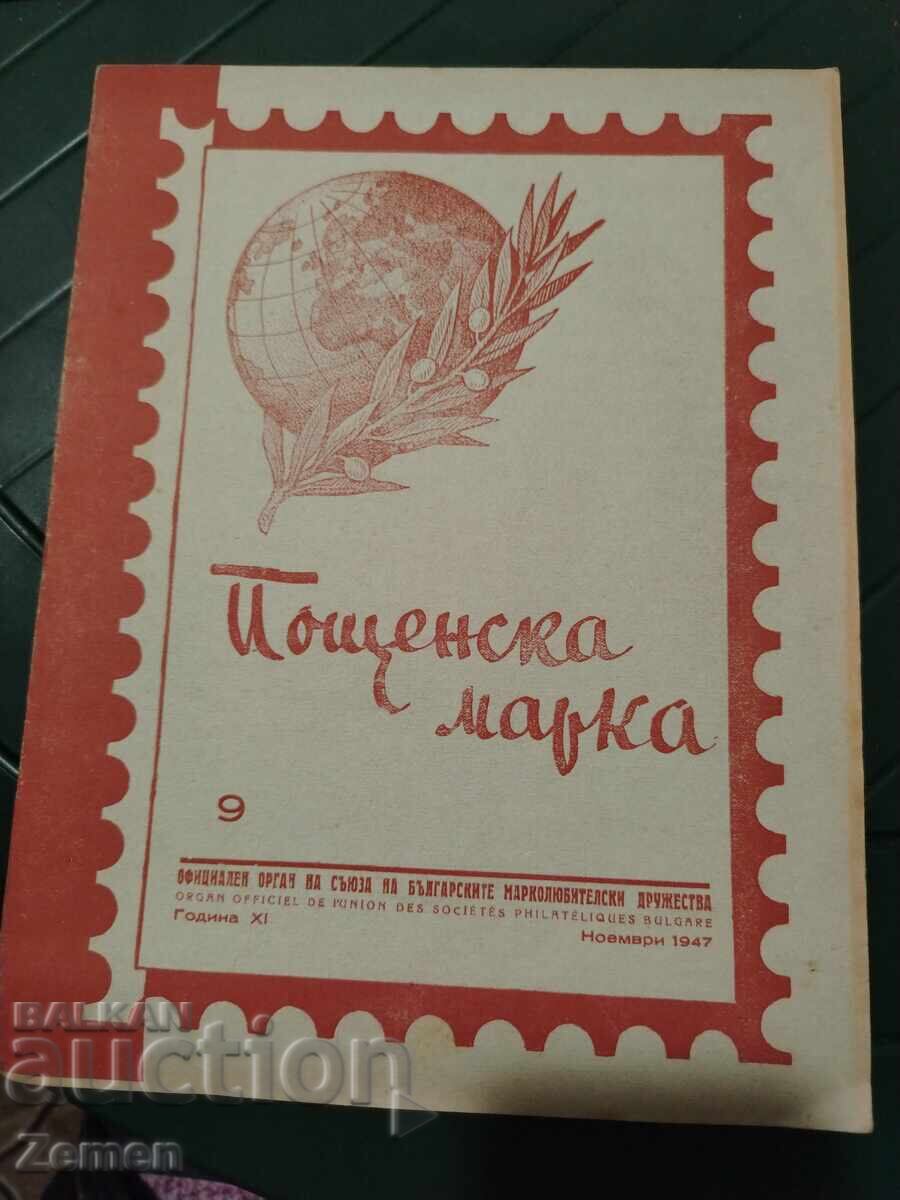 Пощенска
марка
9
ОФИЦИАЛЕН ОРГАН НА СЪЮЗА НА БЪЛГАРСКИТЕ МАРКОЛЮБИТЕЛСКИ ДРУЖЕСТВА
ORGAN OFFICIEL DE L'UNION DES SOCIÉTÉS PHILATÉLIQUES BULGARE
Година XI
Ноември 1947
BALKAN
auction
Zemen